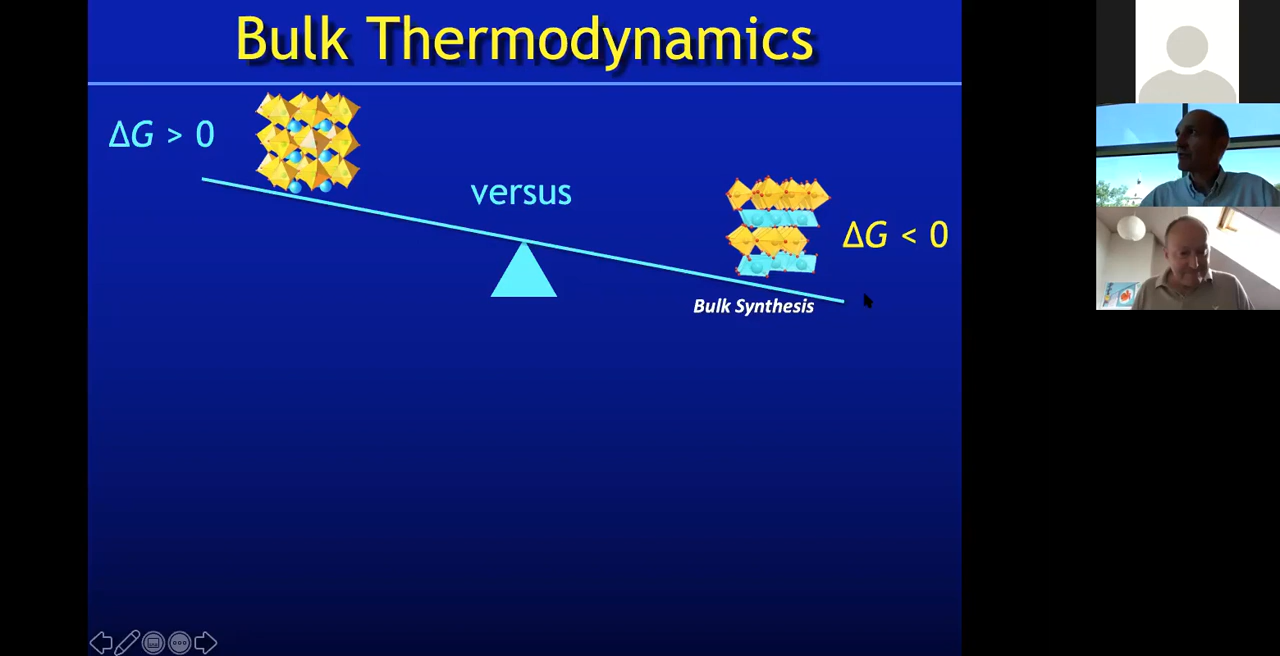 Bulk Thermodynamics
ΔG > 0
versus
ΔG < 0
Bulk Synthesis